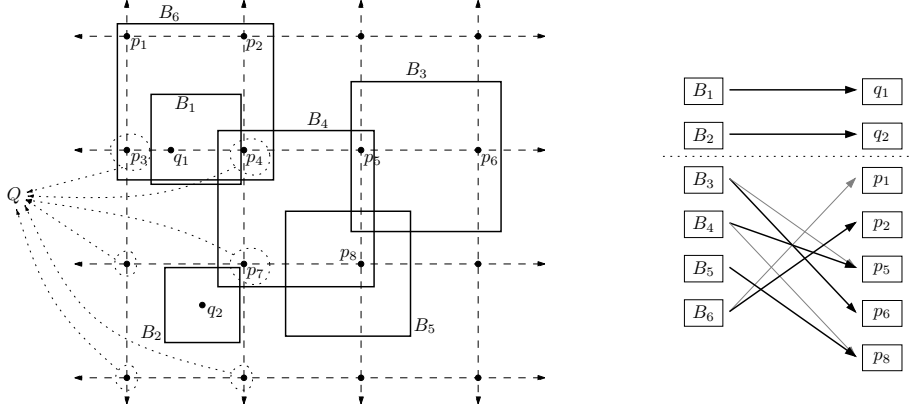 B₆
p₁
p₂
B₃
B₁
B₄
p₃
q₁
p₄
p₅
p₆
Q
p₇
p₈
q₂
B₂
B₅
B₁ q₁
B₂ q₂
B₃ p₁
B₄ p₂
B₅ p₅
B₆ p₆
p₈